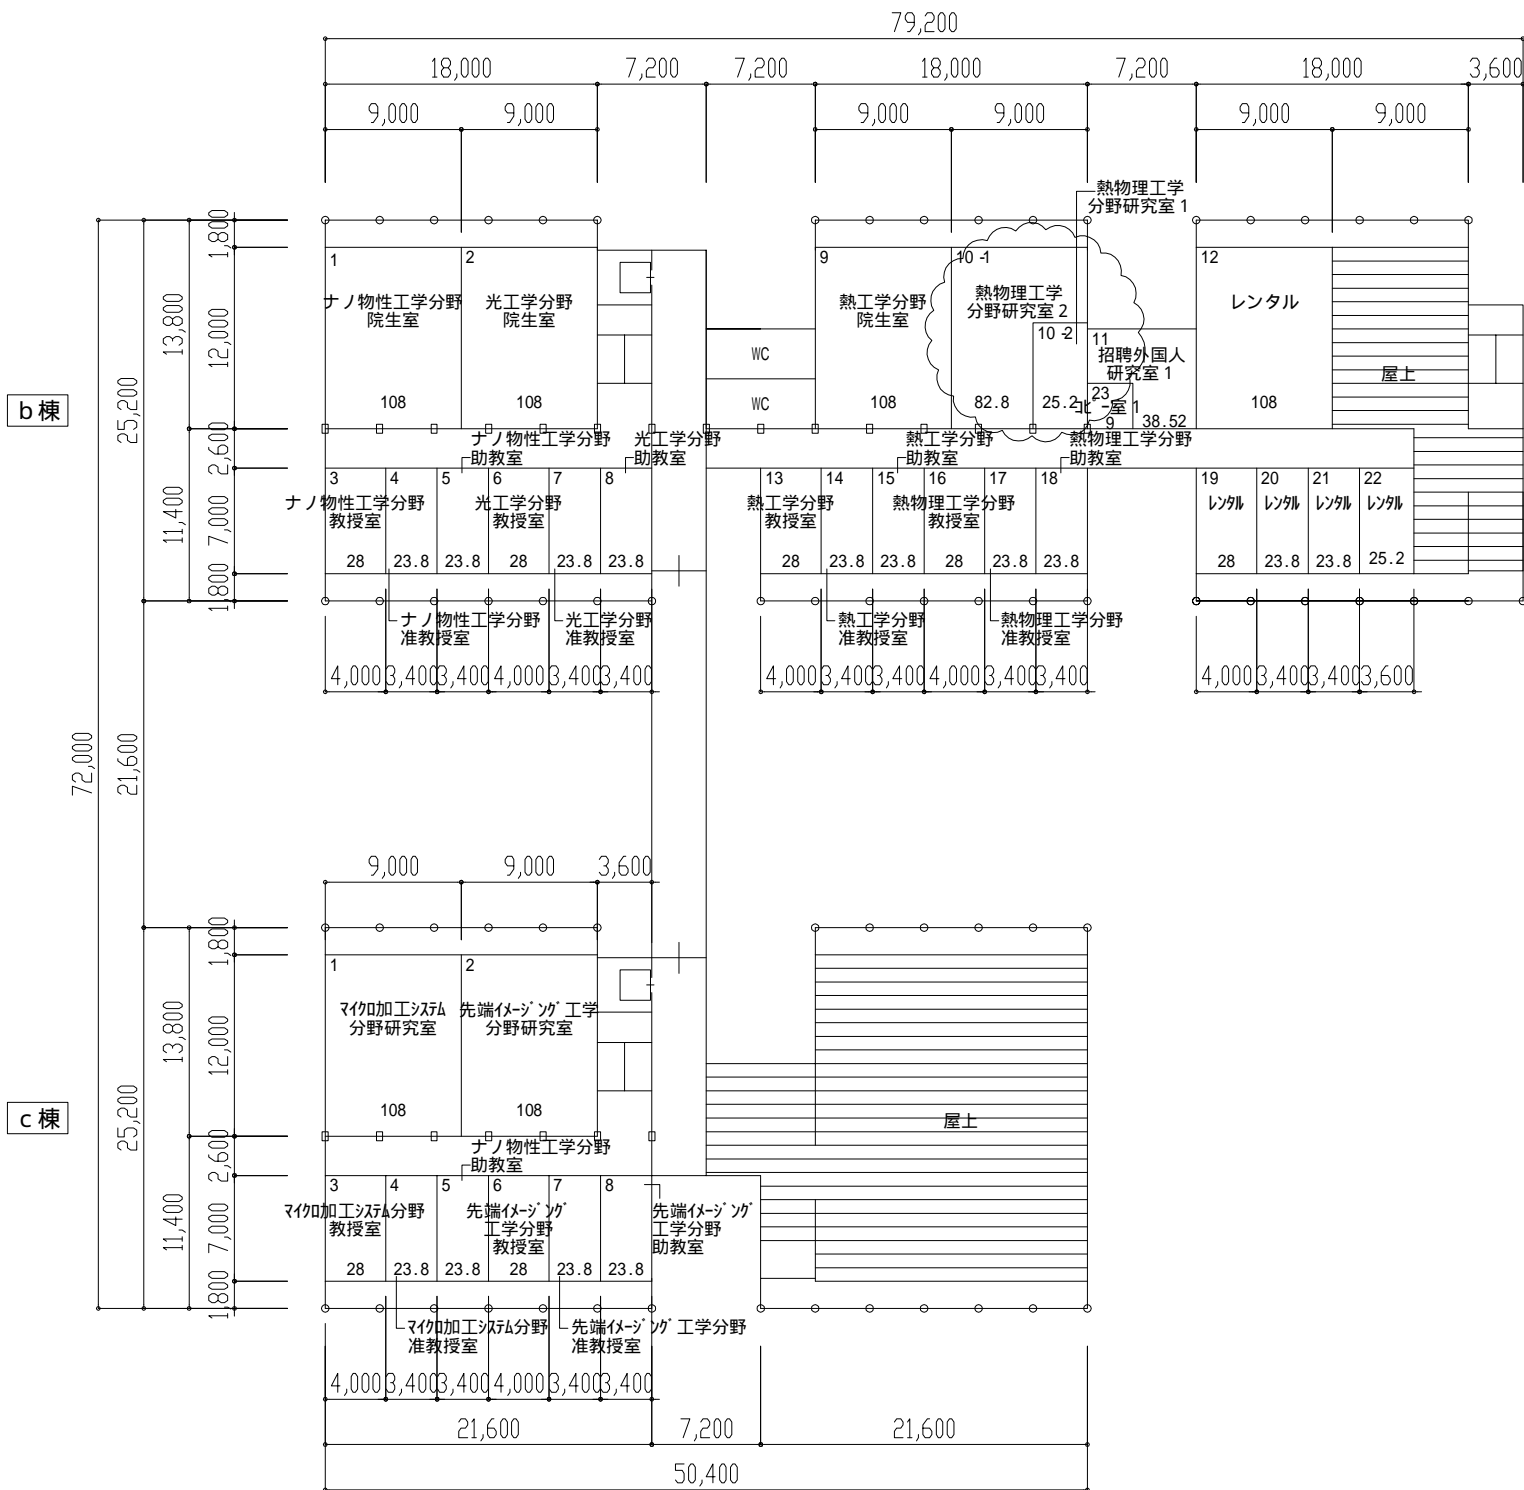 79,200
18,000 7,200 7,200 18,000 7,200 18,000 3,600
9,000 9,000 9,000 9,000 9,000 9,000
熱物理工学
分野研究室 1
b 棟
72,000
25,200
21,600
25,200
13,800
11,400
1,800
12,000
2,600
7,000
1,800
1
ナノ物性工学分野
院生室
108
2
光工学分野
院生室
108
WC
WC
9
熱工学分野
院生室
108
10 -1
熱物理工学
分野研究室 2
82.8
10 -2
25.2
11
招聘外国人
研究室 1
38.52
23
コピー室 1
9
12
レンタル
108
屋上
ナノ物性工学分野
助教室
光工学分野
助教室
熱工学分野
助教室
熱物理工学分野
助教室
3
ナノ物性工学分野
教授室
28
4
23.8
5
23.8
6
光工学分野
教授室
28
7
23.8
8
23.8
13
熱工学分野
教授室
28
14
23.8
15
23.8
16
熱物理工学分野
教授室
28
17
23.8
18
23.8
19
レンタル
28
20
レンタル
23.8
21
レンタル
23.8
22
レンタル
25.2
ナノ物性工学分野
准教授室
光工学分野
准教授室
熱工学分野
准教授室
熱物理工学分野
准教授室
4,000 3,400 3,400 4,000 3,400 3,400
4,000 3,400 3,400 4,000 3,400 3,400
4,000 3,400 3,400 3,600
9,000 9,000 3,600
c 棟
13,800
11,400
1,800
12,000
2,600
7,000
1,800
1
マイクロ加工システム
分野研究室
108
2
先端イメージング工学
分野研究室
108
屋上
ナノ物性工学分野
助教室
3
マイクロ加工システム分野
教授室
28
4
23.8
5
23.8
6
先端イメージング
工学分野
教授室
28
7
23.8
8
23.8
先端イメージング
工学分野
助教室
マイクロ加工システム分野
准教授室
先端イメージング工学分野
准教授室
4,000 3,400 3,400 4,000 3,400 3,400
21,600 7,200 21,600
50,400